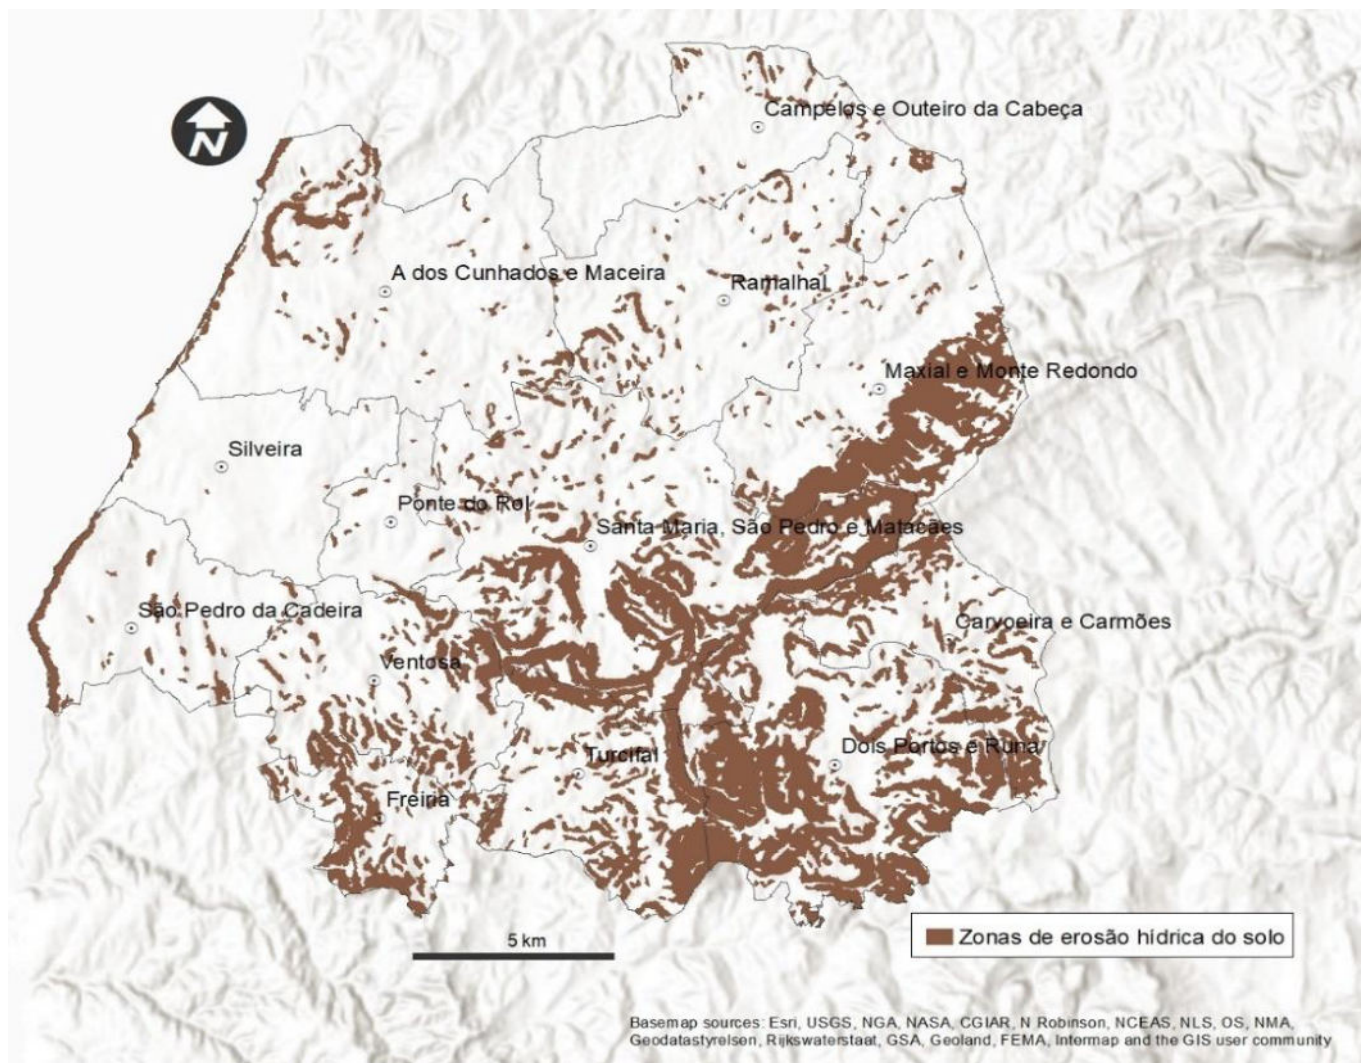 Campelos e Outeiro da Cabeça
N
A dos Cunhados e Maceira
Ramalhal
Maxial e Monte Redondo
Silveira
Ponte do Rol
Santa Maria, São Pedro e Matacães
São Pedro da Cadeira
Carvoeira e Carmões
Ventosa
Turcifal
Dois Portos e Runa
Freiria
5 km
Zonas de erosão hídrica do solo
Basemap sources: Esri, USGS, NGA, NASA, CGIAR, N Robinson, NCEAS, NLS, OS, NMA,
Geodatastyrelsen, Rijkswaterstaat, GSA, Geoland, FEMA, Intermap and the GIS user community